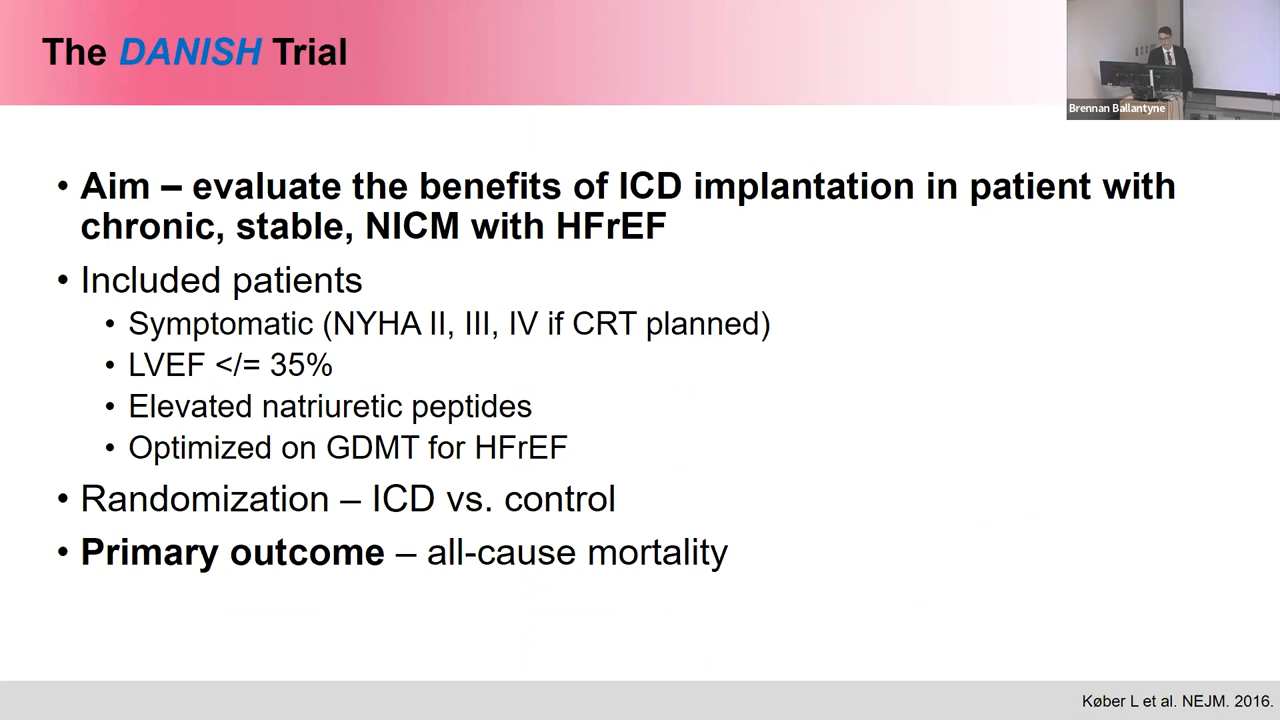 The DANISH Trial
Brennan Ballantyne
• Aim – evaluate the benefits of ICD implantation in patient with
chronic, stable, NICM with HFrEF
• Included patients
• Symptomatic (NYHA II, III, IV if CRT planned)
• LVEF </= 35%
• Elevated natriuretic peptides
• Optimized on GDMT for HFrEF
• Randomization – ICD vs. control
• Primary outcome – all-cause mortality
Køber L et al. NEJM. 2016.